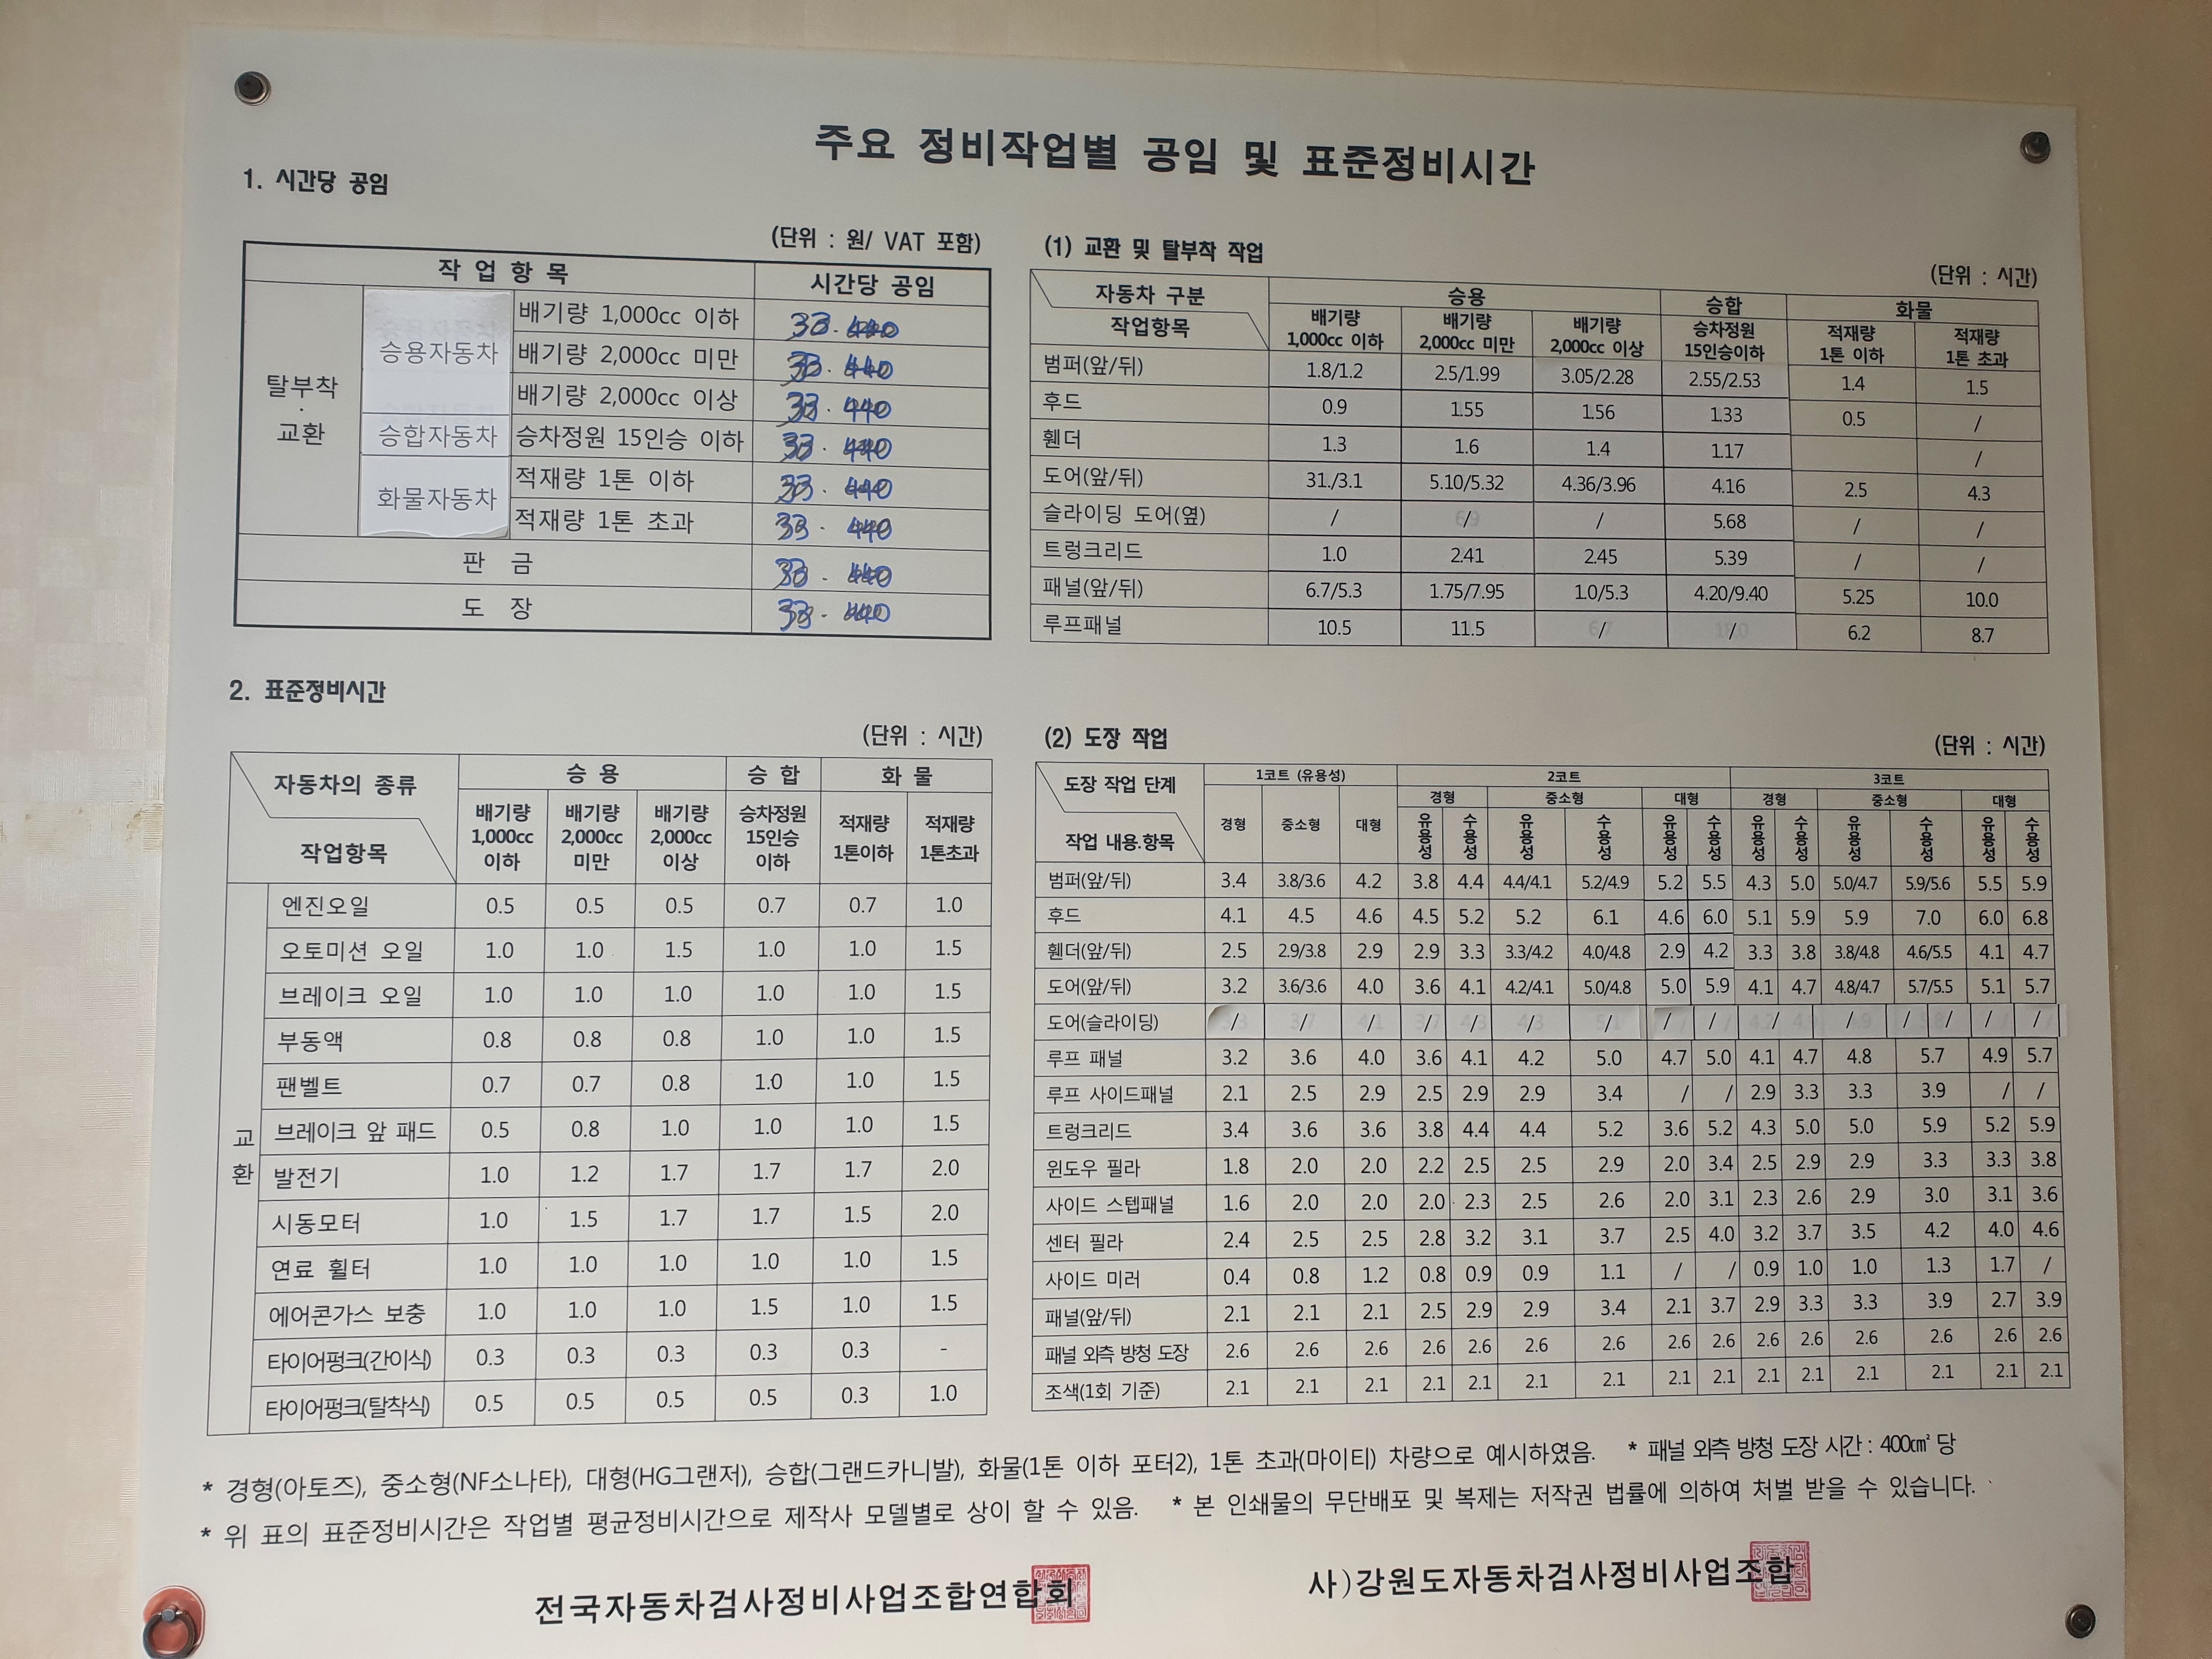 주요 정비작업별 공임 및 표준정비시간
1. 시간당 공임
(단위 : 원/ VAT 포함)
작 업 항 목 시간당 공임
탈부착 · 교환
승용자동차
배기량 1,000cc 이하 33. 440
배기량 2,000cc 미만 33. 440
배기량 2,000cc 이상 33. 440
승합자동차 승차정원 15인승 이하 33. 440
화물자동차
적재량 1톤 이하 33. 440
적재량 1톤 초과 33. 440
판 금 33. 440
도 장 33. 440
(1) 교환 및 탈부착 작업
(단위 : 시간)
자동차 구분 승용 승합 화물
작업항목 배기량 1,000cc 이하 배기량 2,000cc 미만 배기량 2,000cc 이상 승차정원 15인승이하 적재량 1톤 이하 적재량 1톤 초과
범퍼(앞/뒤) 1.8/1.2 2.5/1.99 3.05/2.28 2.55/2.53 1.4 1.5
후드 0.9 1.55 1.56 1.33 0.5 /
휀더 1.3 1.6 1.4 1.17 /
도어(앞/뒤) 31./3.1 5.10/5.32 4.36/3.96 4.16 2.5 4.3
슬라이딩 도어(옆) / / / 5.68 / /
트렁크리드 1.0 2.41 2.45 5.39 / /
패널(앞/뒤) 6.7/5.3 1.75/7.95 1.0/5.3 4.20/9.40 5.25 10.0
루프패널 10.5 11.5 / / 6.2 8.7
2. 표준정비시간
(단위 : 시간)
자동차의 종류 승 용 승 합 화 물
작업항목 배기량 1,000cc 이하 배기량 2,000cc 미만 배기량 2,000cc 이상 승차정원 15인승 이하 적재량 1톤이하 적재량 1톤초과
교환
엔진오일 0.5 0.5 0.5 0.7 0.7 1.0
오토미션 오일 1.0 1.0 1.5 1.0 1.0 1.5
브레이크 오일 1.0 1.0 1.0 1.0 1.0 1.5
부동액 0.8 0.8 0.8 1.0 1.0 1.5
팬벨트 0.7 0.7 0.8 1.0 1.0 1.5
브레이크 앞 패드 0.5 0.8 1.0 1.0 1.0 1.5
발전기 1.0 1.2 1.7 1.7 1.7 2.0
시동모터 1.0 1.5 1.7 1.7 1.5 2.0
연료 휠터 1.0 1.0 1.0 1.0 1.0 1.5
에어콘가스 보충 1.0 1.0 1.0 1.5 1.0 1.5
타이어펑크(간이식) 0.3 0.3 0.3 0.3 0.3 -
타이어펑크(탈착식) 0.5 0.5 0.5 0.5 0.3 1.0
(2) 도장 작업
(단위 : 시간)
도장 작업 단계 1코트 (유용성) 2코트 3코트
작업 내용.항목 경형 중소형 대형 경형 중소형 대형 경형 중소형 대형
유용성 수용성 유용성 수용성 유용성 수용성 유용성 수용성 유용성 수용성 유용성 수용성
범퍼(앞/뒤) 3.4 3.8/3.6 4.2 3.8 4.4 4.4/4.1 5.2/4.9 5.2 5.5 4.3 5.0 5.0/4.7 5.9/5.6 5.5 5.9
후드 4.1 4.5 4.6 4.5 5.2 5.2 6.1 4.6 6.0 5.1 5.9 5.9 7.0 6.0 6.8
휀더(앞/뒤) 2.5 2.9/3.8 2.9 2.9 3.3 3.3/4.2 4.0/4.8 2.9 4.2 3.3 3.8 3.8/4.8 4.6/5.5 4.1 4.7
도어(앞/뒤) 3.2 3.6/3.6 4.0 3.6 4.1 4.2/4.1 5.0/4.8 5.0 5.9 4.1 4.7 4.8/4.7 5.7/5.5 5.1 5.7
도어(슬라이딩) / / / / / / / / / / / / / / /
루프 패널 3.2 3.6 4.0 3.6 4.1 4.2 5.0 4.7 5.0 4.1 4.7 4.8 5.7 4.9 5.7
루프 사이드패널 2.1 2.5 2.9 2.5 2.9 2.9 3.4 / / 2.9 3.3 3.3 3.9 / /
트렁크리드 3.4 3.6 3.6 3.8 4.4 4.4 5.2 3.6 5.2 4.3 5.0 5.0 5.9 5.2 5.9
윈도우 필라 1.8 2.0 2.0 2.2 2.5 2.5 2.9 2.0 3.4 2.5 2.9 2.9 3.3 3.3 3.8
사이드 스텝패널 1.6 2.0 2.0 2.0 2.3 2.5 2.6 2.0 3.1 2.3 2.6 2.9 3.0 3.1 3.6
센터 필라 2.4 2.5 2.5 2.8 3.2 3.1 3.7 2.5 4.0 3.2 3.7 3.5 4.2 4.0 4.6
사이드 미러 0.4 0.8 1.2 0.8 0.9 0.9 1.1 / / 0.9 1.0 1.0 1.3 1.7 /
패널(앞/뒤) 2.1 2.1 2.1 2.5 2.9 2.9 3.4 2.1 3.7 2.9 3.3 3.3 3.9 2.7 3.9
패널 외측 방청 도장 2.6 2.6 2.6 2.6 2.6 2.6 2.6 2.6 2.6 2.6 2.6 2.6 2.6 2.6 2.6
조색(1회 기준) 2.1 2.1 2.1 2.1 2.1 2.1 2.1 2.1 2.1 2.1 2.1 2.1 2.1 2.1 2.1
* 경형(아토즈), 중소형(NF소나타), 대형(HG그랜저), 승합(그랜드카니발), 화물(1톤 이하 포터2), 1톤 초과(마이티) 차량으로 예시하였음. * 패널 외측 방청 도장 시간 : 400㎠ 당
* 위 표의 표준정비시간은 작업별 평균정비시간으로 제작사 모델별로 상이 할 수 있음. * 본 인쇄물의 무단배포 및 복제는 저작권 법률에 의하여 처벌 받을 수 있습니다.
전국자동차검사정비사업조합연합회 사)강원도자동차검사정비사업조합